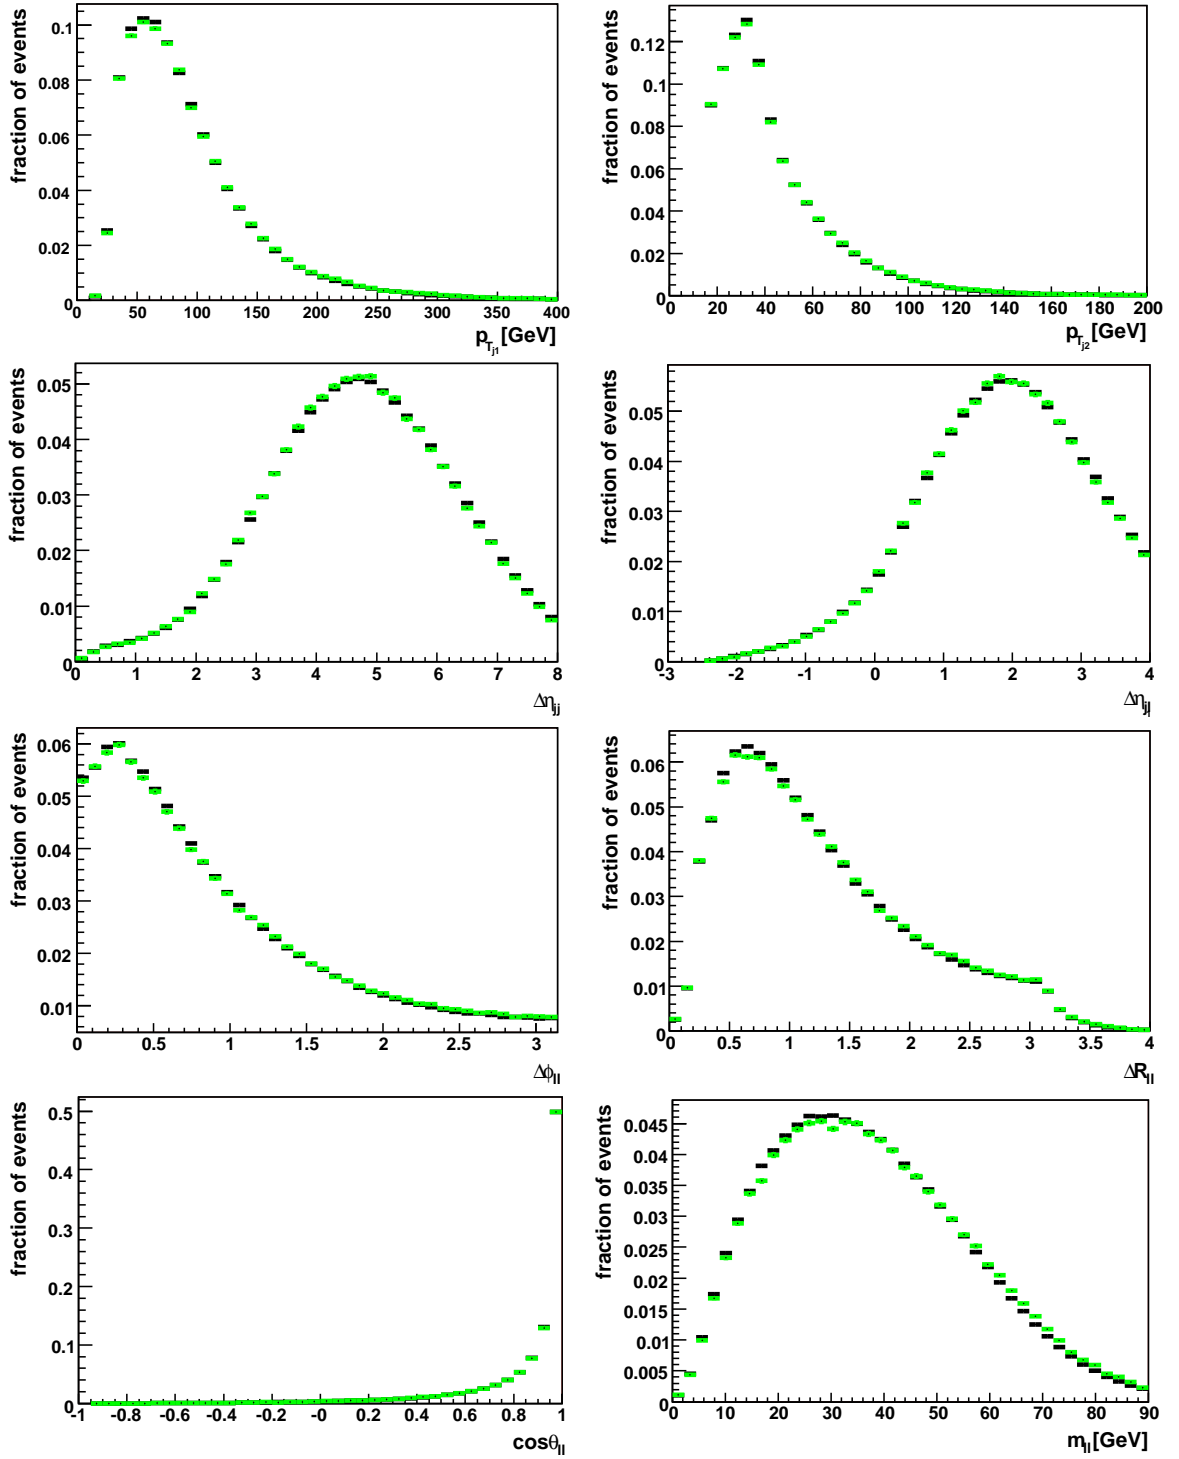 fraction of events
0.1
0.08
0.06
0.04
0.02
0
0 50 100 150 200 250 300 350 400
p_Tj1 [GeV]
fraction of events
0.12
0.1
0.08
0.06
0.04
0.02
0
0 20 40 60 80 100 120 140 160 180 200
p_Tj2 [GeV]
fraction of events
0.05
0.04
0.03
0.02
0.01
0
0 1 2 3 4 5 6 7 8
Δη_jj
fraction of events
0.05
0.04
0.03
0.02
0.01
0
-3 -2 -1 0 1 2 3 4
Δη_jl
fraction of events
0.06
0.05
0.04
0.03
0.02
0.01
0 0.5 1 1.5 2 2.5 3
Δϕ_ll
fraction of events
0.06
0.05
0.04
0.03
0.02
0.01
0
0 0.5 1 1.5 2 2.5 3 3.5 4
ΔR_ll
fraction of events
0.5
0.4
0.3
0.2
0.1
0
-1 -0.8 -0.6 -0.4 -0.2 -0 0.2 0.4 0.6 0.8 1
cosθ_ll
fraction of events
0.045
0.04
0.035
0.03
0.025
0.02
0.015
0.01
0.005
0
0 10 20 30 40 50 60 70 80 90
m_ll [GeV]